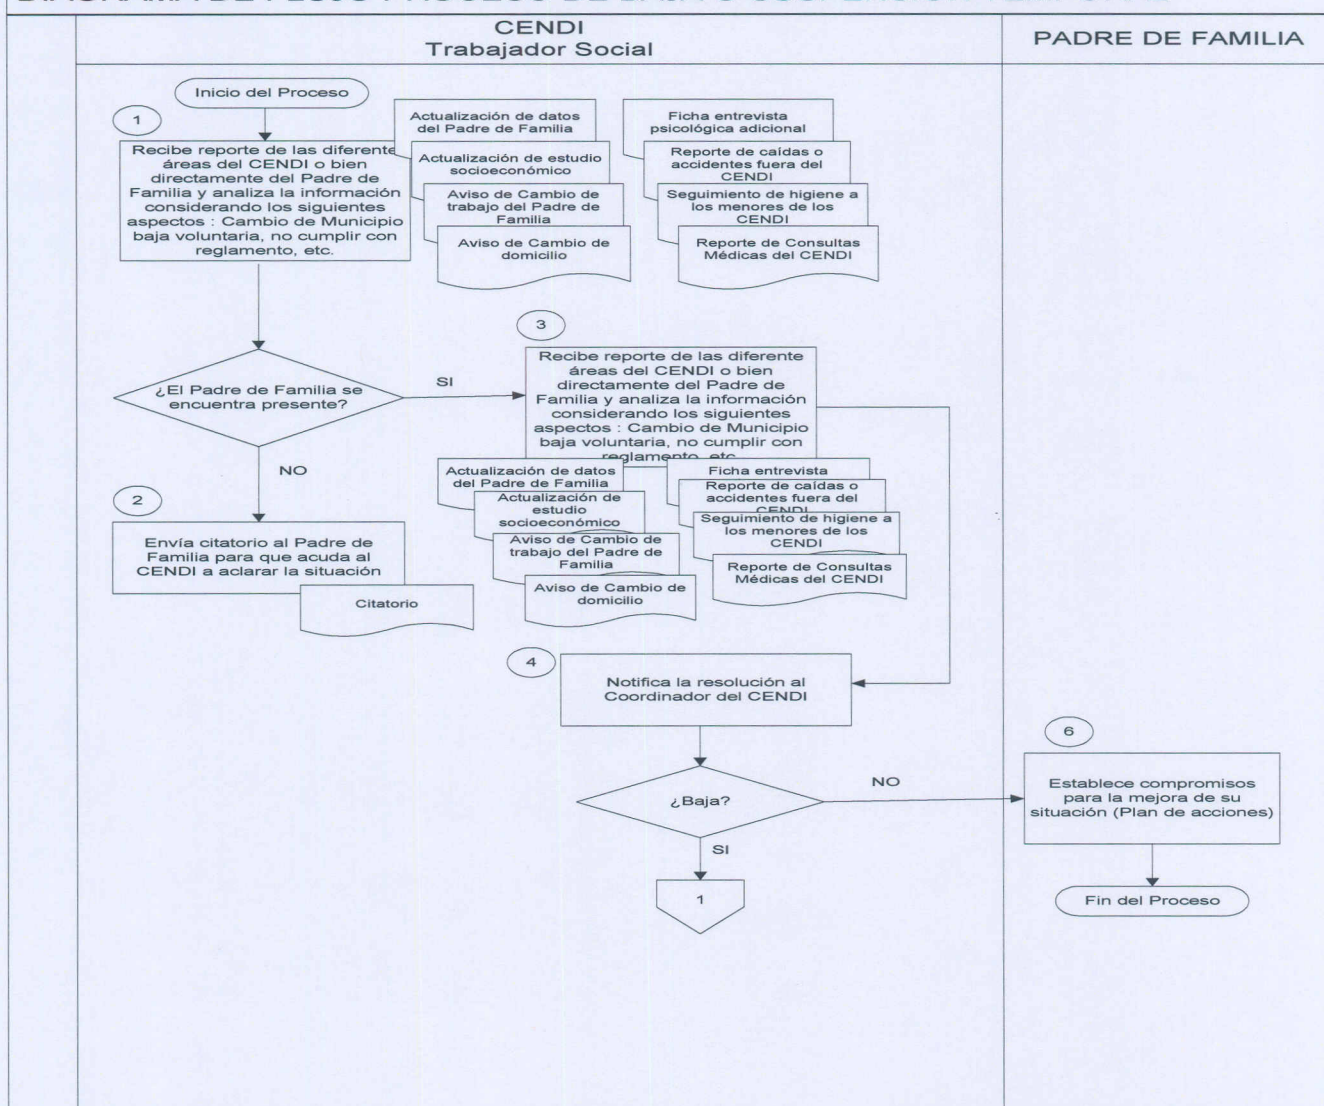 CENDI
Trabajador Social
PADRE DE FAMILIA
Inicio del Proceso
1
Recibe reporte de las diferente
áreas del CENDI o bien
directamente del Padre de
Familia y analiza la información
considerando los siguientes
aspectos : Cambio de Municipio
baja voluntaria, no cumplir con
reglamento, etc.
Actualización de datos
del Padre de Familia
Actualización de estudio
socioeconómico
Aviso de Cambio de
trabajo del Padre de
Familia
Aviso de Cambio de
domicilio
Ficha entrevista
psicológica adicional
Reporte de caídas o
accidentes fuera del
CENDI
Seguimiento de higiene a
los menores de los
CENDI
Reporte de Consultas
Médicas del CENDI
¿El Padre de Familia se
encuentra presente?
SI
NO
3
Recibe reporte de las diferente
áreas del CENDI o bien
directamente del Padre de
Familia y analiza la información
considerando los siguientes
aspectos : Cambio de Municipio
baja voluntaria, no cumplir con
reglamento, etc.
Actualización de datos
del Padre de Familia
Actualización de
estudio
socioeconómico
Aviso de Cambio de
trabajo del Padre de
Familia
Aviso de Cambio de
domicilio
Ficha entrevista
Reporte de caídas o
accidentes fuera del
CENDI
Seguimiento de higiene a
los menores de los
CENDI
Reporte de Consultas
Médicas del CENDI
2
Envía citatorio al Padre de
Familia para que acuda al
CENDI a aclarar la situación
Citatorio
4
Notifica la resolución al
Coordinador del CENDI
¿Baja?
NO
SI
1
6
Establece compromisos
para la mejora de su
situación (Plan de acciones)
Fin del Proceso